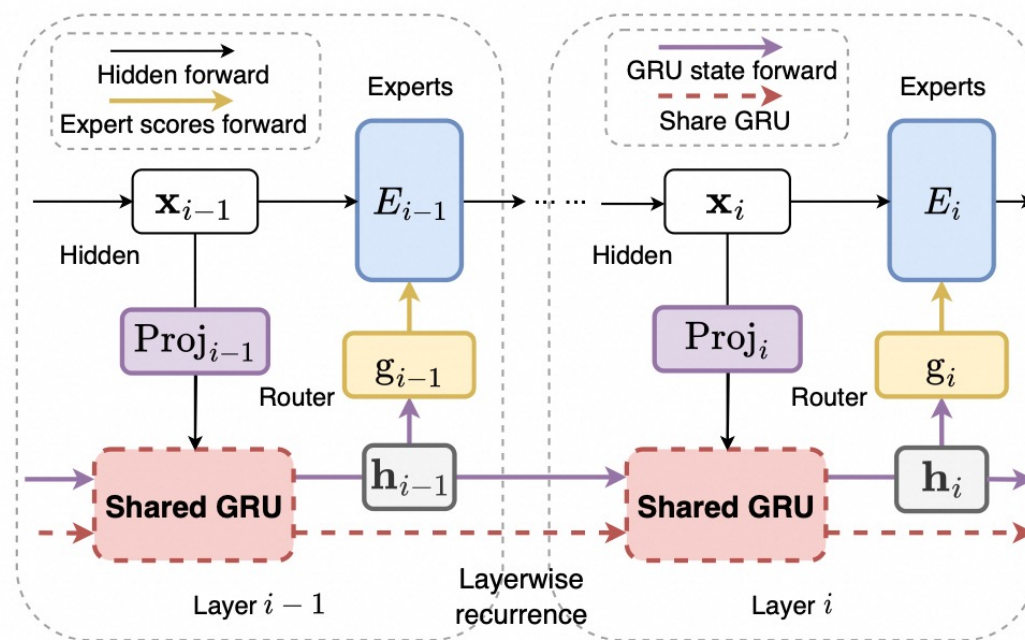 Hidden forward
Expert scores forward
Experts
GRU state forward
Share GRU
Experts
x_{i−1}
E_{i−1}
... ...
x_i
E_i
Hidden
Hidden
Proj_{i−1}
Proj_i
g_{i−1}
g_i
Router
Router
Shared GRU
h_{i−1}
Shared GRU
h_i
Layer i − 1
Layerwise
recurrence
Layer i